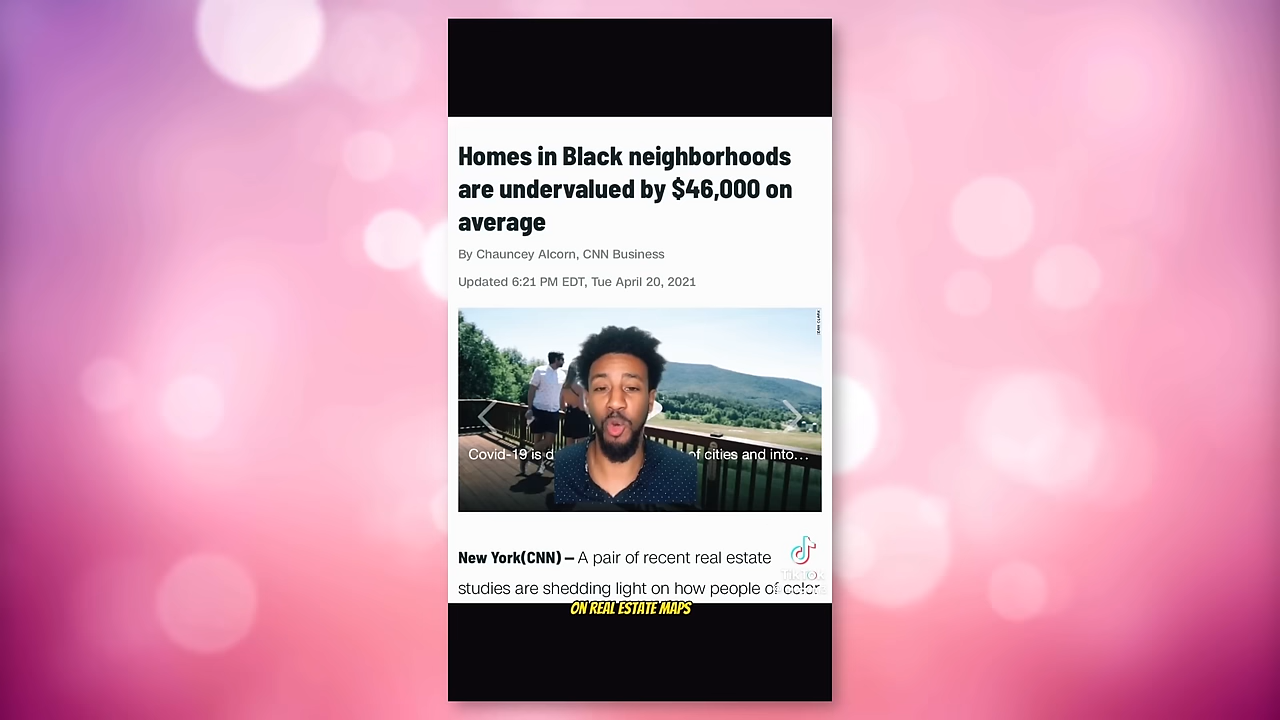 Homes in Black neighborhoods
are undervalued by $46,000 on
average
By Chauncey Alcorn, CNN Business
Updated 6:21 PM EDT, Tue April 20, 2021
Covid-19 is d of cities and into...
New York(CNN) — A pair of recent real estate
studies are shedding light on how people of color
TikTok
ON REAL ESTATE MAPS